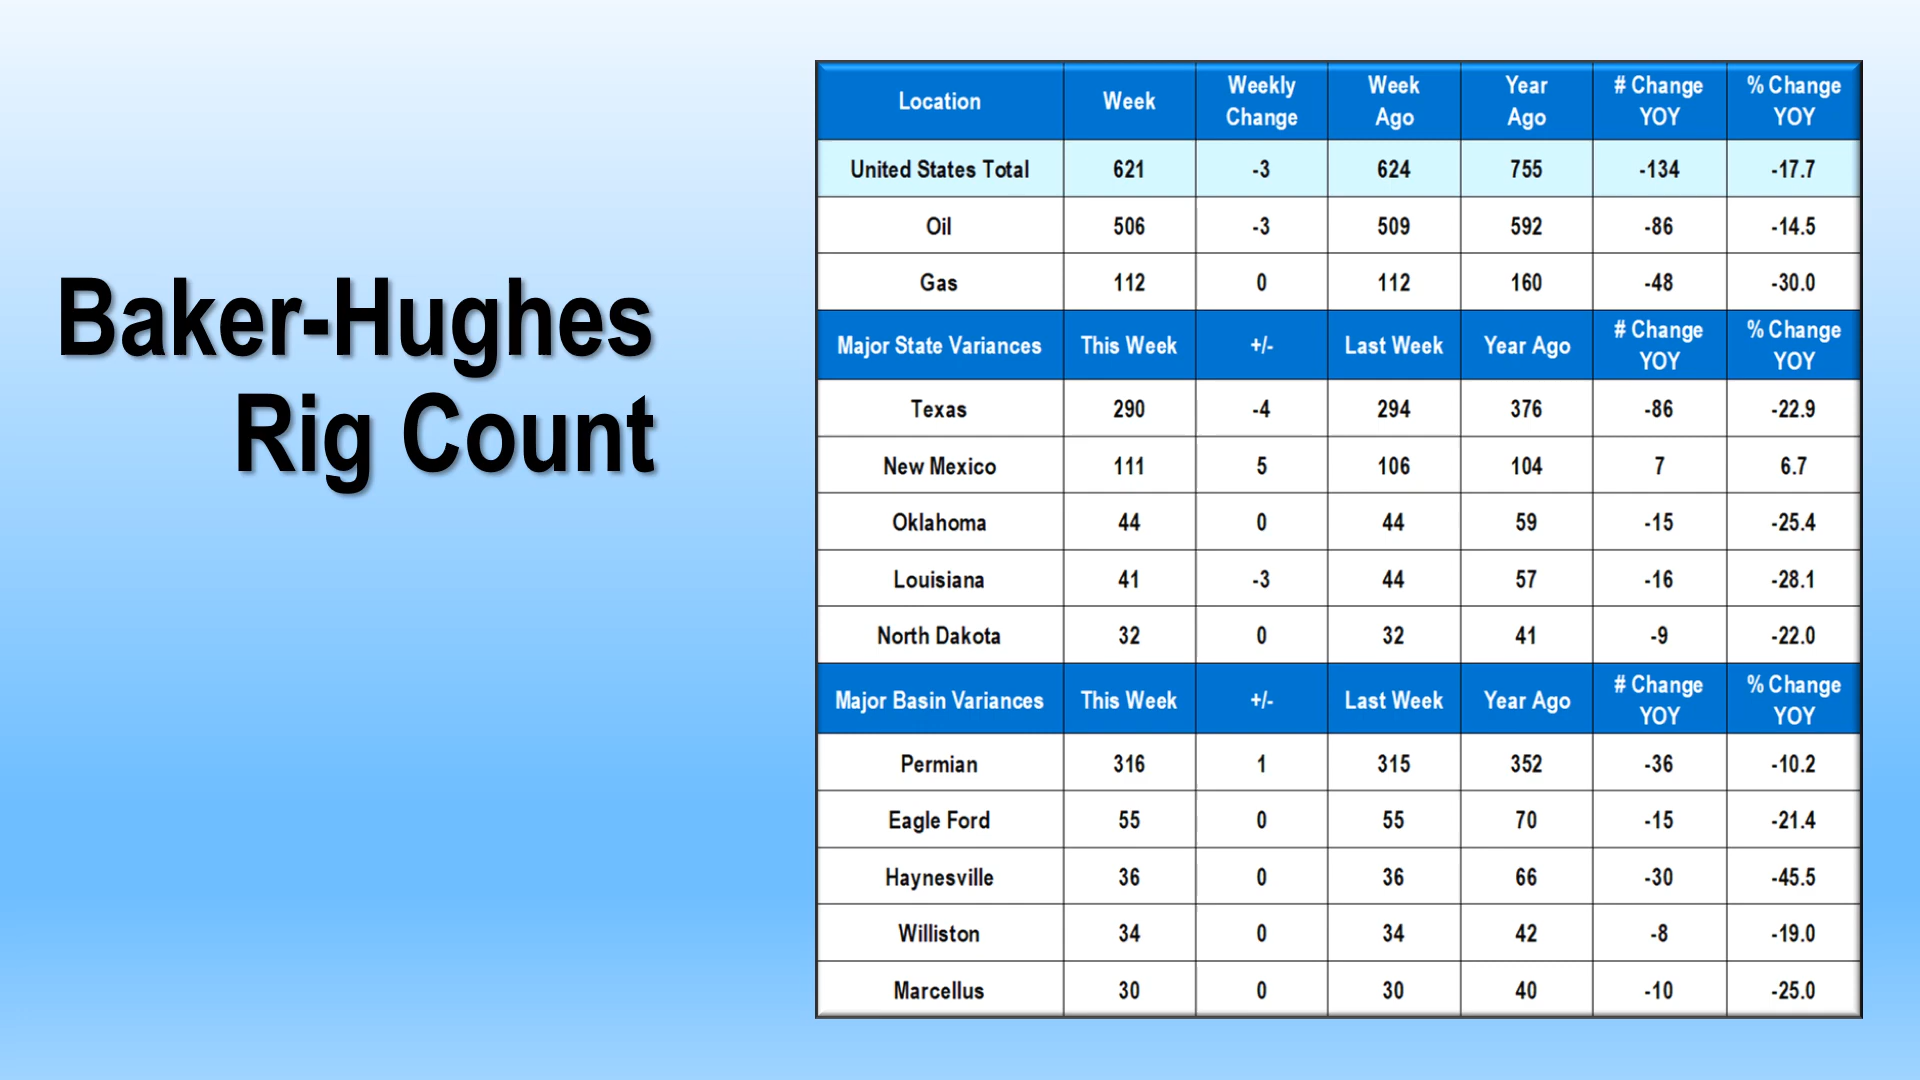 Baker-Hughes
Rig Count
Location Week Weekly Change Week Ago Year Ago # Change YOY % Change YOY
United States Total 621 -3 624 755 -134 -17.7
Oil 506 -3 509 592 -86 -14.5
Gas 112 0 112 160 -48 -30.0
Major State Variances This Week +/- Last Week Year Ago # Change YOY % Change YOY
Texas 290 -4 294 376 -86 -22.9
New Mexico 111 5 106 104 7 6.7
Oklahoma 44 0 44 59 -15 -25.4
Louisiana 41 -3 44 57 -16 -28.1
North Dakota 32 0 32 41 -9 -22.0
Major Basin Variances This Week +/- Last Week Year Ago # Change YOY % Change YOY
Permian 316 1 315 352 -36 -10.2
Eagle Ford 55 0 55 70 -15 -21.4
Haynesville 36 0 36 66 -30 -45.5
Williston 34 0 34 42 -8 -19.0
Marcellus 30 0 30 40 -10 -25.0